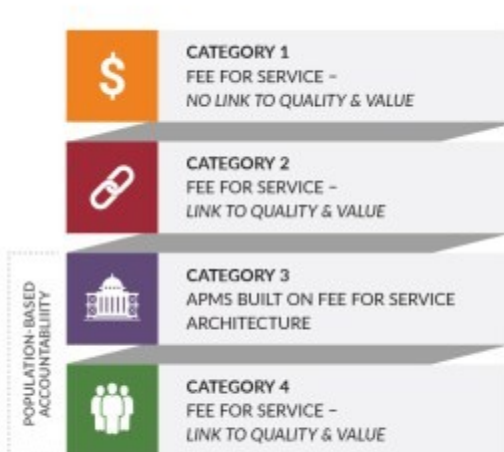 $
CATEGORY 1
FEE FOR SERVICE –
NO LINK TO QUALITY & VALUE
CATEGORY 2
FEE FOR SERVICE –
LINK TO QUALITY & VALUE
POPULATION-BASED
ACCOUNTABLIITY
CATEGORY 3
APMS BUILT ON FEE FOR SERVICE
ARCHITECTURE
CATEGORY 4
FEE FOR SERVICE –
LINK TO QUALITY & VALUE